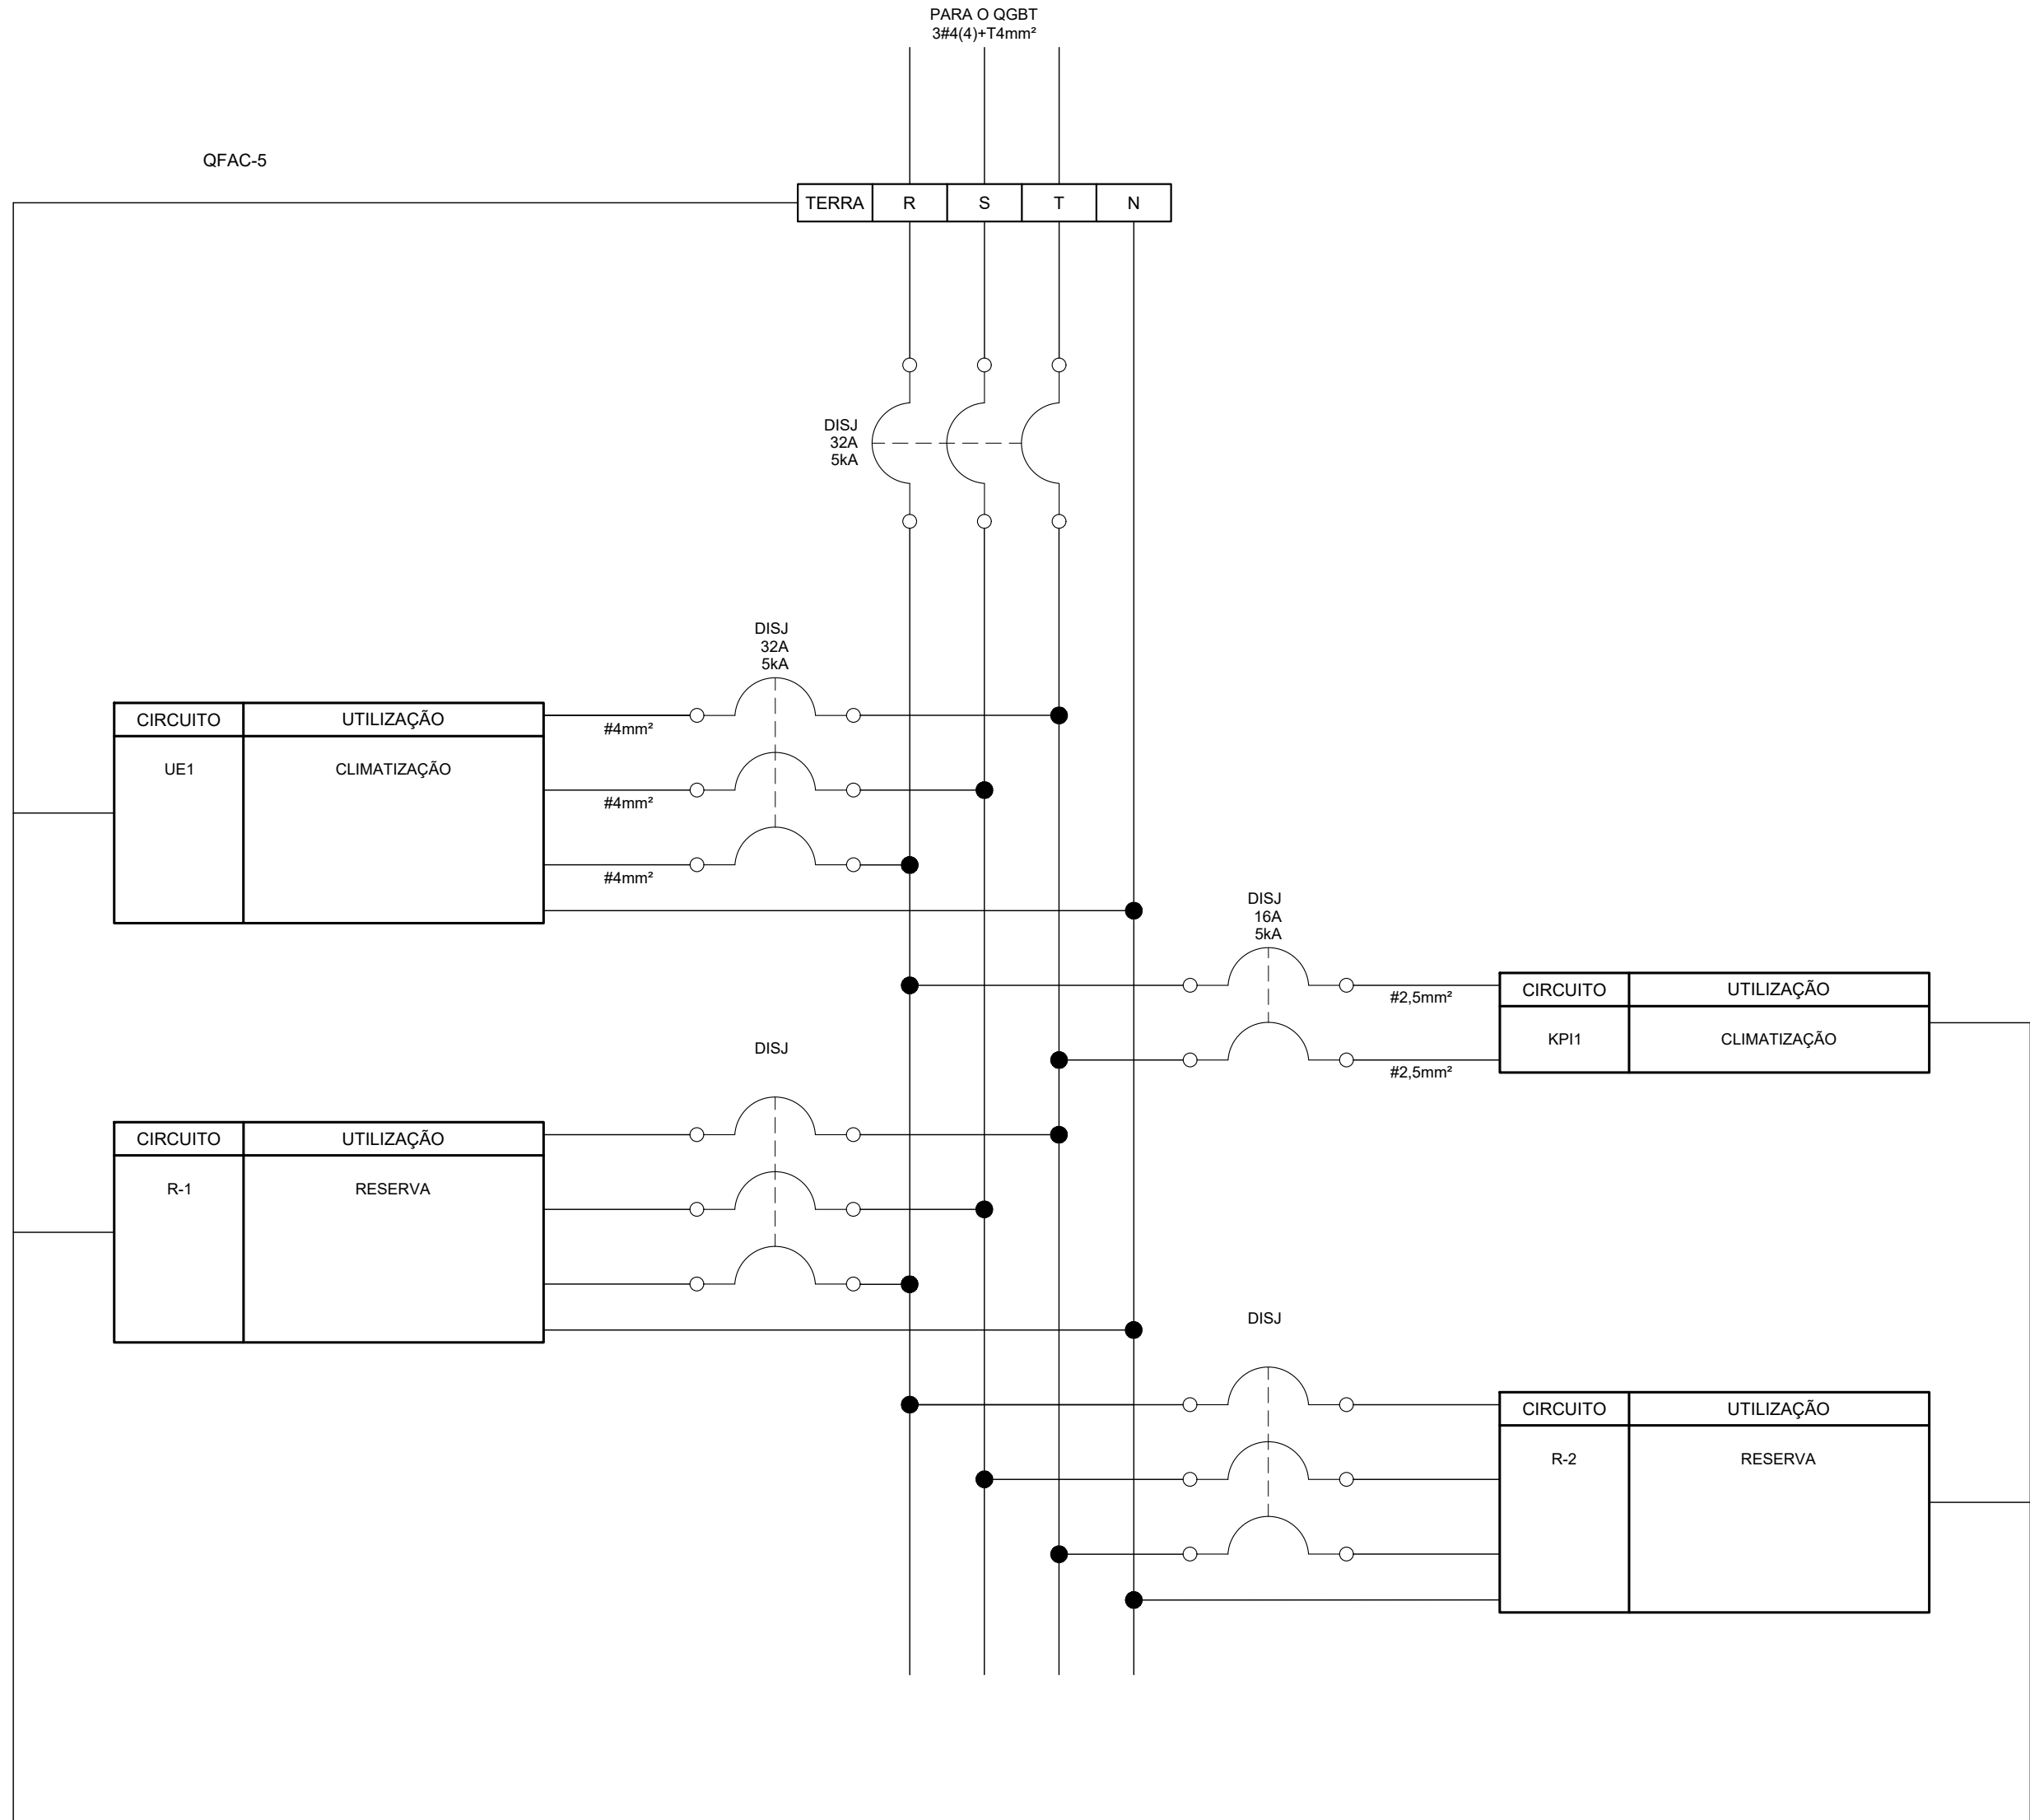 PARA O QGBT
3#4(4)+T4mm²
QFAC-5
TERRA R S T N
DISJ
32A
5kA
DISJ
32A
5kA
CIRCUITO UTILIZAÇÃO
#4mm²
UE1 CLIMATIZAÇÃO
#4mm²
#4mm²
DISJ
16A
5kA
CIRCUITO UTILIZAÇÃO
#2,5mm²
KPI1 CLIMATIZAÇÃO
#2,5mm²
DISJ
CIRCUITO UTILIZAÇÃO
R-1 RESERVA
DISJ
CIRCUITO UTILIZAÇÃO
R-2 RESERVA